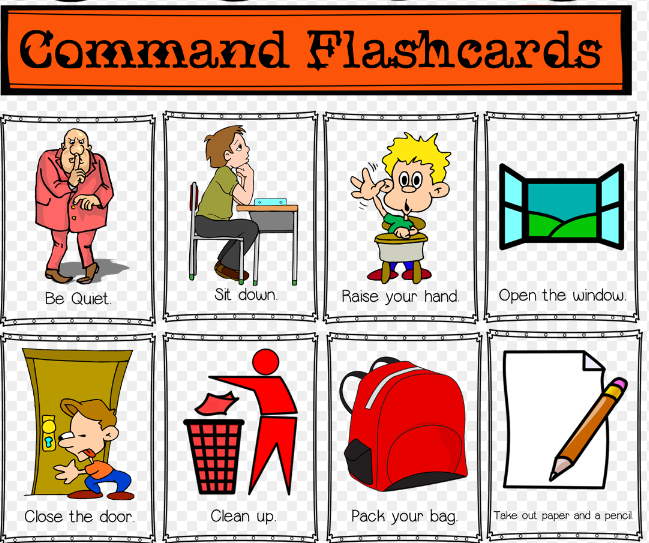 Command Flashcards
Be Quiet.
Sit down.
Raise your hand.
Open the window.
Close the door.
Clean up.
Pack your bag.
Take out paper and a pencil.